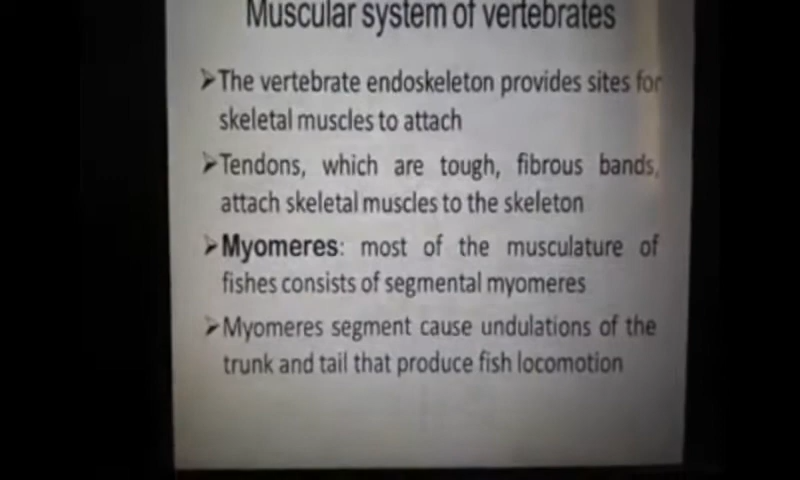 Muscular system of vertebrates
➤The vertebrate endoskeleton provides sites for
skeletal muscles to attach
➤Tendons, which are tough, fibrous bands,
attach skeletal muscles to the skeleton
➤Myomeres: most of the musculature of
fishes consists of segmental myomeres
➤Myomeres segment cause undulations of the
trunk and tail that produce fish locomotion